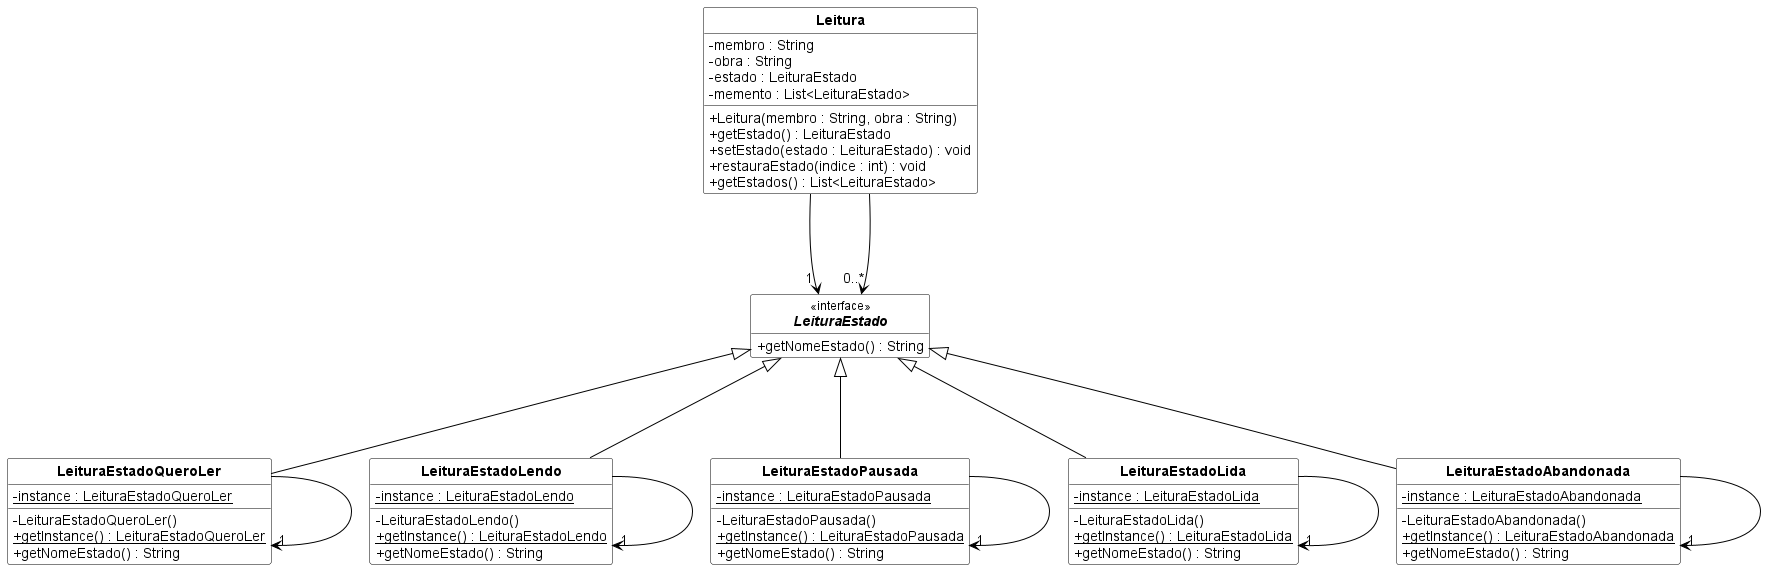 Leitura
-membro : String
-obra : String
-estado : LeituraEstado
-memento : List<LeituraEstado>
+Leitura(membro : String, obra : String)
+getEstado() : LeituraEstado
+setEstado(estado : LeituraEstado) : void
+restauraEstado(indice : int) : void
+getEstados() : List<LeituraEstado>
1
0..*
«interface»
LeituraEstado
+getNomeEstado() : String
LeituraEstadoQueroLer
-instance : LeituraEstadoQueroLer
-LeituraEstadoQueroLer()
+getInstance() : LeituraEstadoQueroLer
+getNomeEstado() : String
1
LeituraEstadoLendo
-instance : LeituraEstadoLendo
-LeituraEstadoLendo()
+getInstance() : LeituraEstadoLendo
+getNomeEstado() : String
1
LeituraEstadoPausada
-instance : LeituraEstadoPausada
-LeituraEstadoPausada()
+getInstance() : LeituraEstadoPausada
+getNomeEstado() : String
1
LeituraEstadoLida
-instance : LeituraEstadoLida
-LeituraEstadoLida()
+getInstance() : LeituraEstadoLida
+getNomeEstado() : String
1
LeituraEstadoAbandonada
-instance : LeituraEstadoAbandonada
-LeituraEstadoAbandonada()
+getInstance() : LeituraEstadoAbandonada
+getNomeEstado() : String
1